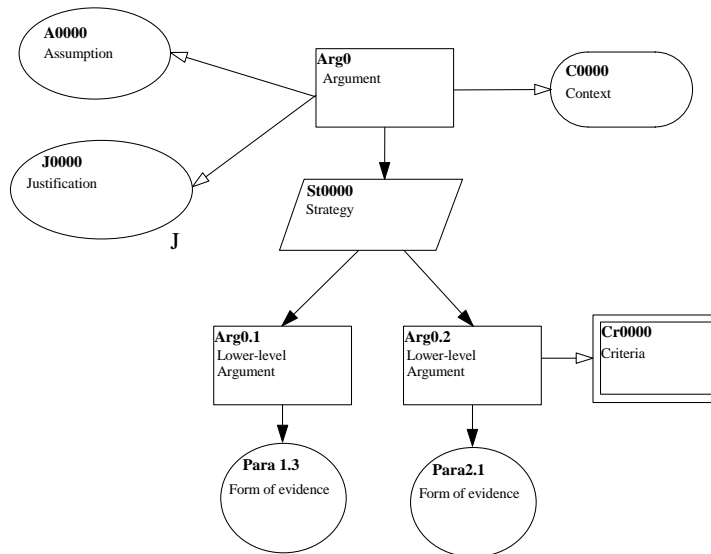 A0000
Assumption
Arg0
Argument
C0000
Context
J0000
Justification
J
St0000
Strategy
Arg0.1
Lower-level
Argument
Arg0.2
Lower-level
Argument
Cr0000
Criteria
Para 1.3
Form of evidence
Para2.1
Form of evidence